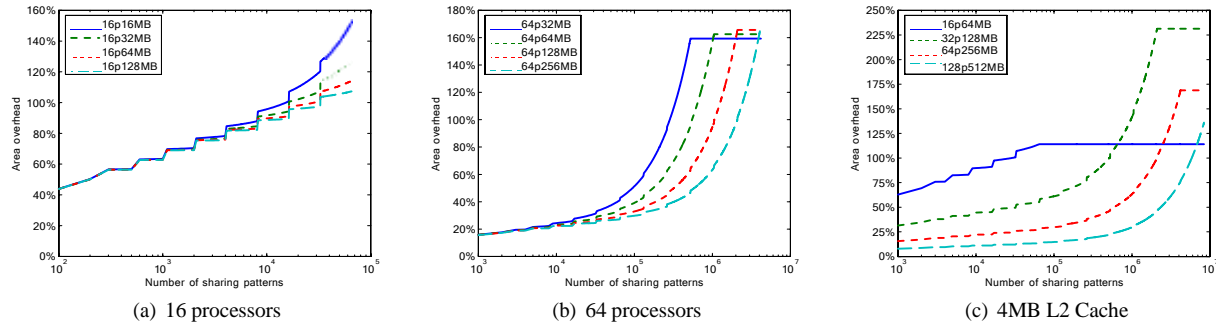 160%
140%
120%
100%
80%
60%
40%
20%
0%
Area overhead
16p16MB
16p32MB
16p64MB
16p128MB
10^2
10^3
10^4
10^5
Number of sharing patterns
(a) 16 processors
180%
160%
140%
120%
100%
80%
60%
40%
20%
0%
Area overhead
64p32MB
64p64MB
64p128MB
64p256MB
10^3
10^4
10^5
10^6
10^7
Number of sharing patterns
(b) 64 processors
250%
225%
200%
175%
150%
125%
100%
75%
50%
25%
0%
Area overhead
16p64MB
32p128MB
64p256MB
128p512MB
10^3
10^4
10^5
10^6
10^7
Number of sharing patterns
(c) 4MB L2 Cache